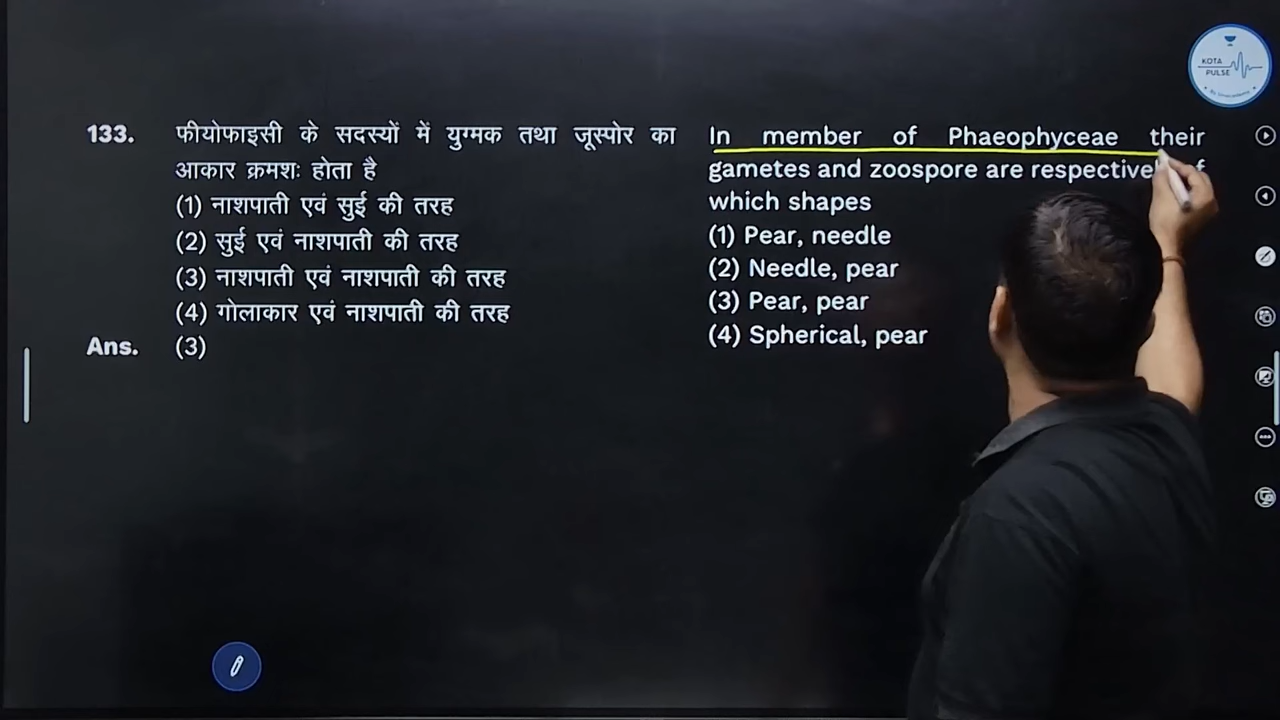 KOTA
PULSE
133. फीयोफाइसी के सदस्यों में युग्मक तथा जूस्पोर का
आकार क्रमशः होता है
(1) नाशपाती एवं सुई की तरह
(2) सुई एवं नाशपाती की तरह
(3) नाशपाती एवं नाशपाती की तरह
(4) गोलाकार एवं नाशपाती की तरह
Ans. (3)
In member of Phaeophyceae their
gametes and zoospore are respectively of
which shapes
(1) Pear, needle
(2) Needle, pear
(3) Pear, pear
(4) Spherical, pear